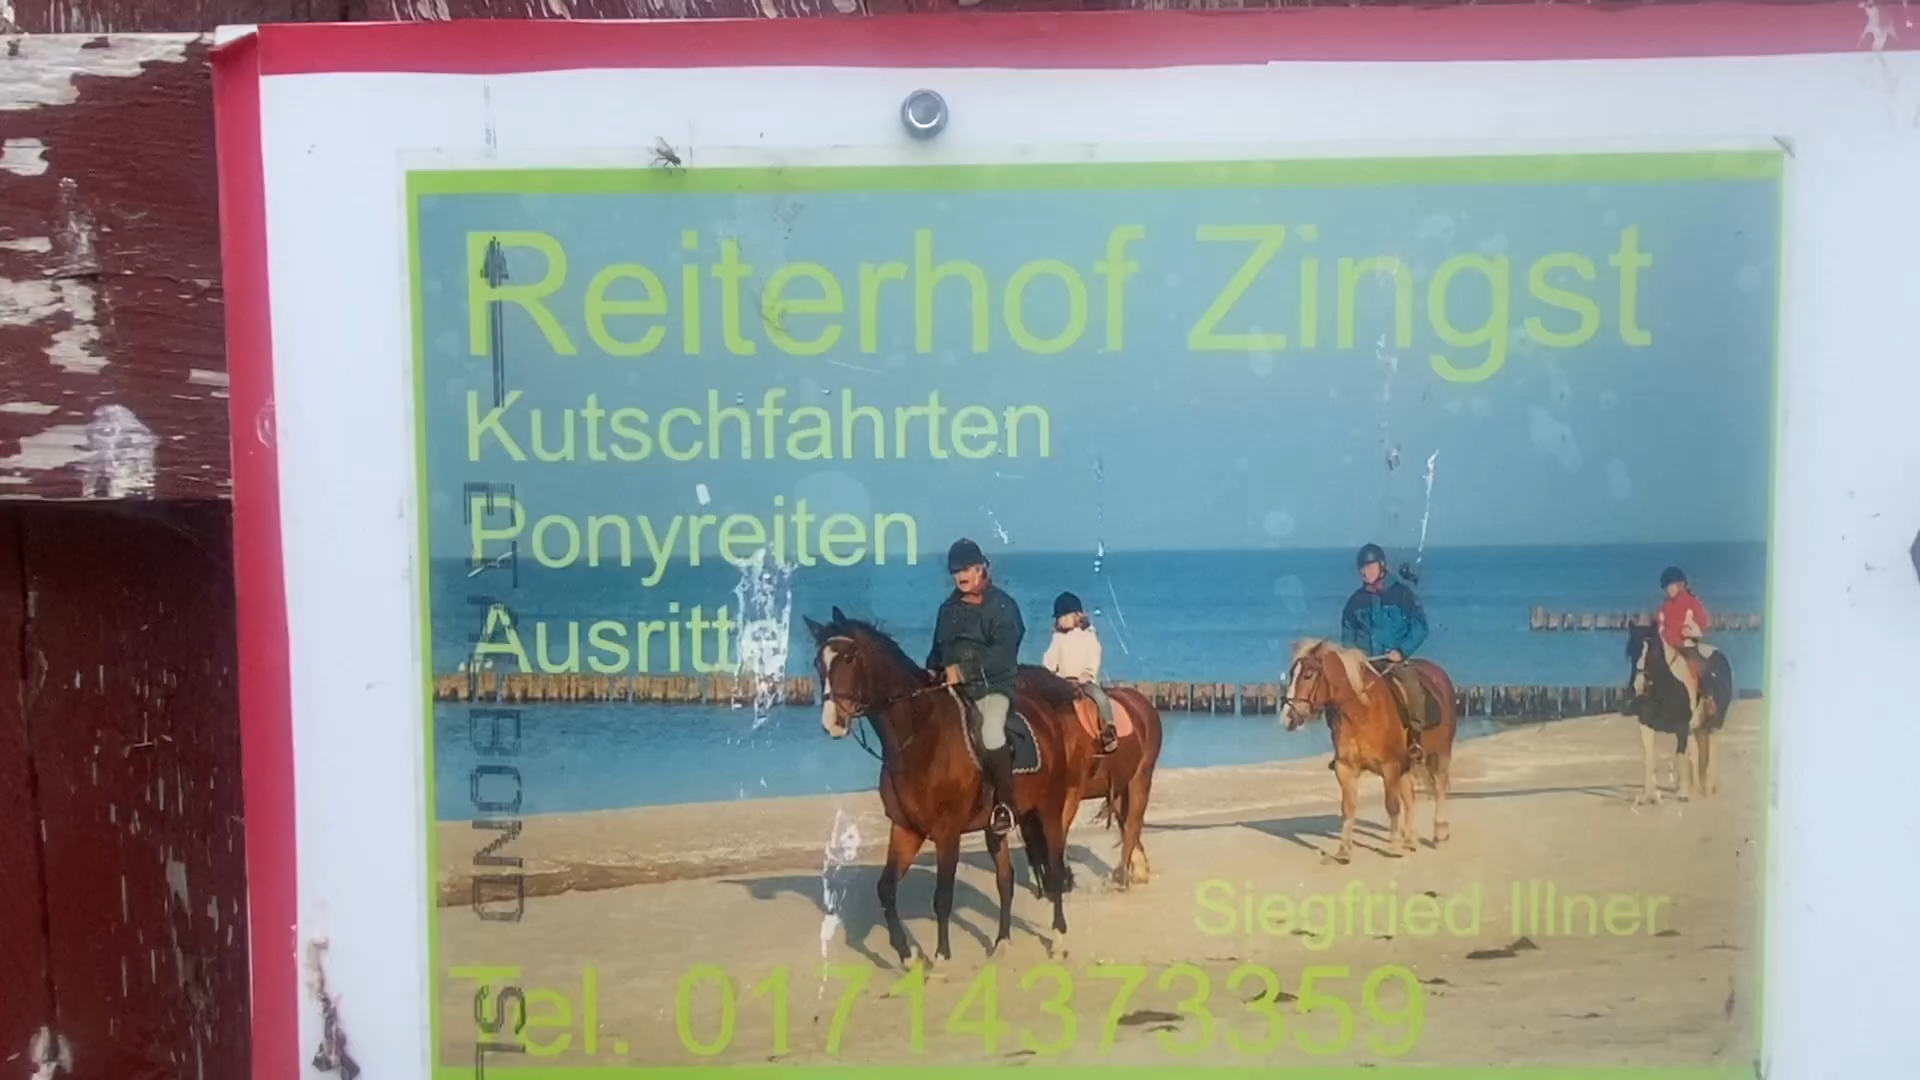 Reiterhof Zingst
Kutschfahrten
Ponyreiten
Ausritte
Siegfried Illner
Tel. 01714373359